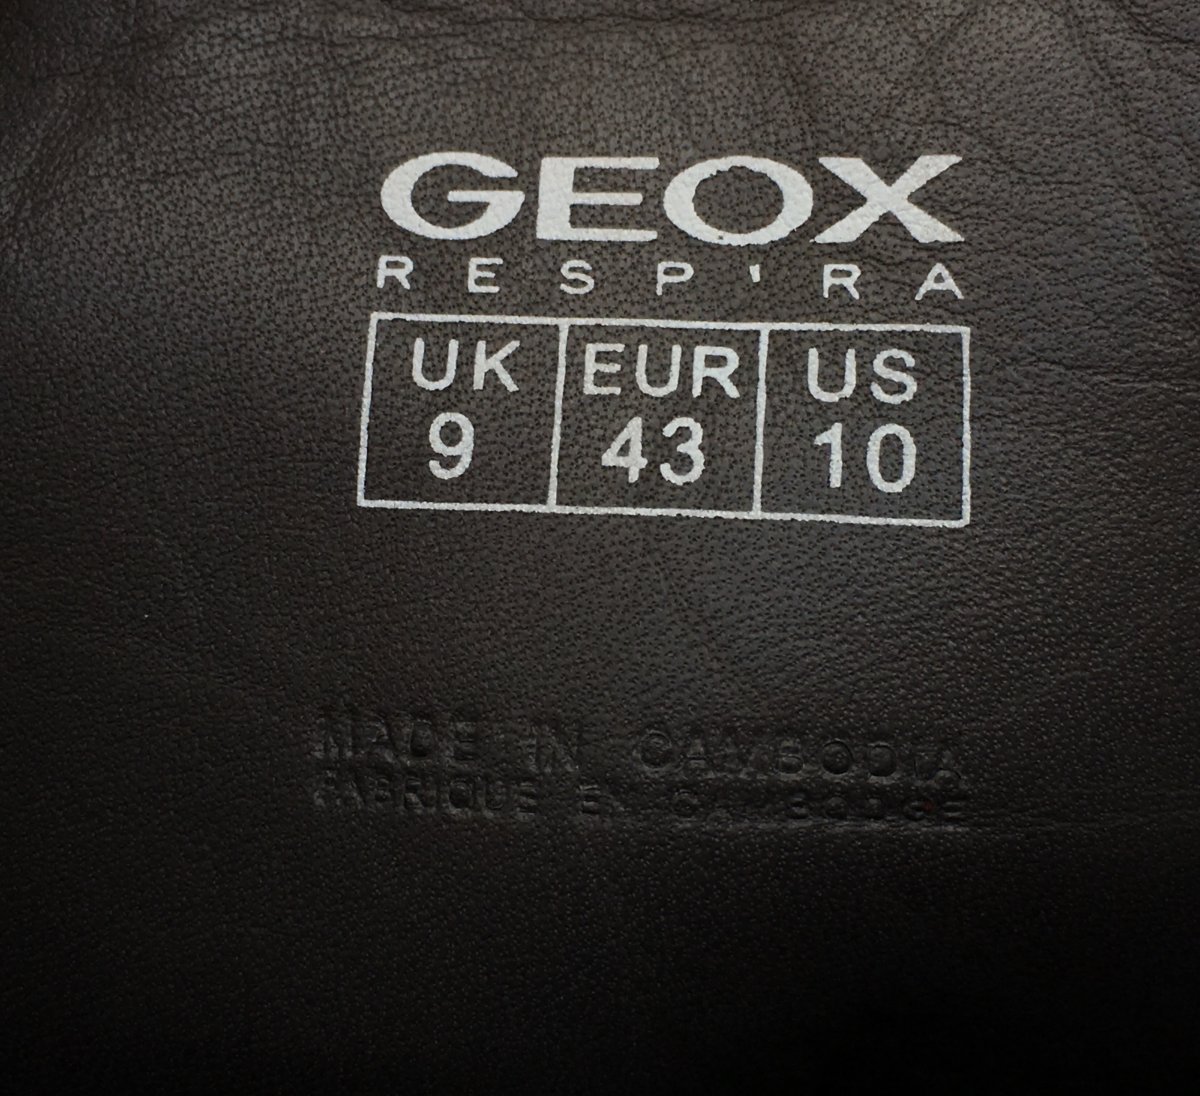 GEOX
RESP'RA
UK EUR US
9 43 10
MADE IN CAMBODIA
FABRIQUE EN CAMBODGE